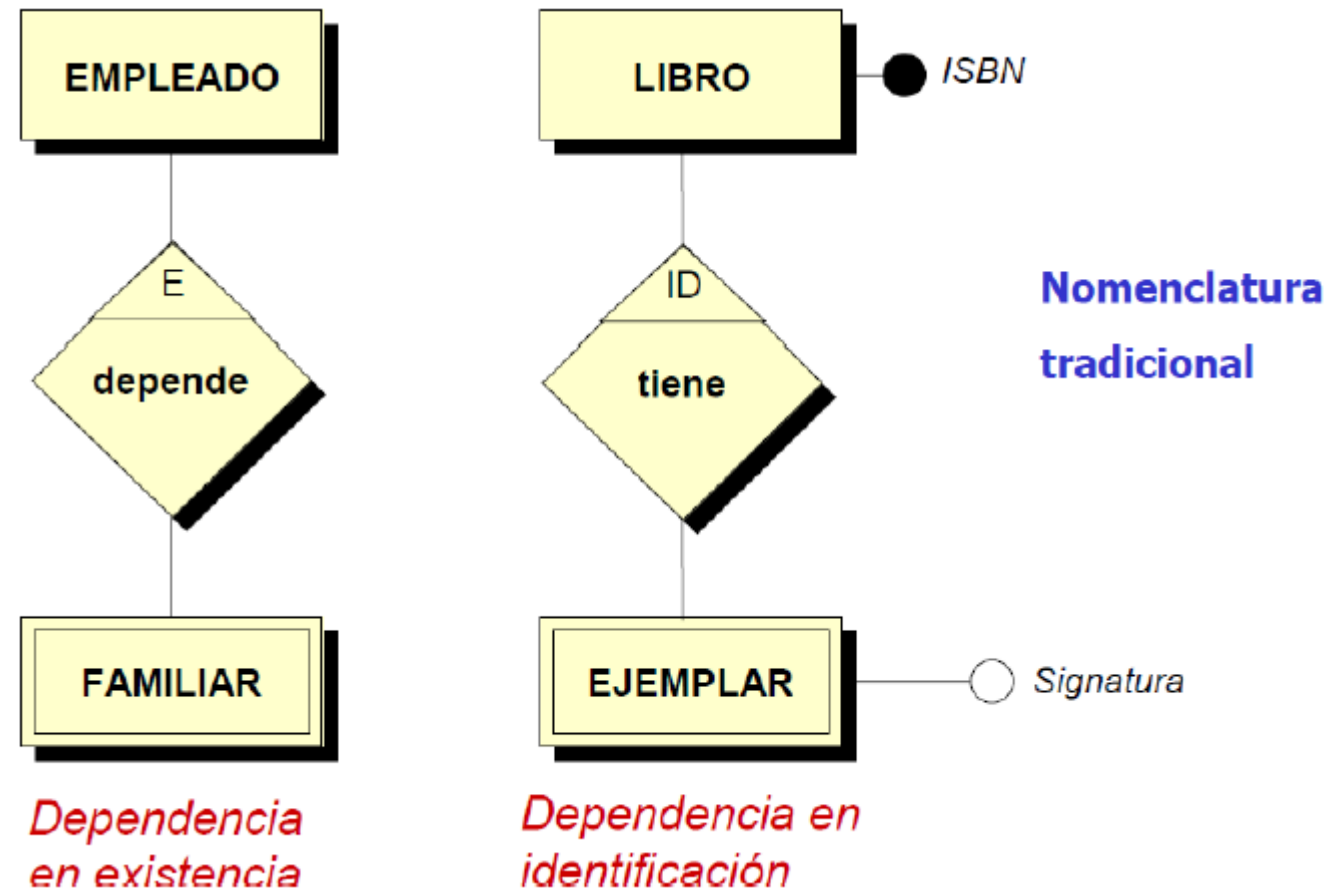 EMPLEADO
LIBRO
ISBN
E
ID
Nomenclatura
tradicional
depende
tiene
FAMILIAR
EJEMPLAR
Signatura
Dependencia
en existencia
Dependencia en
identificación